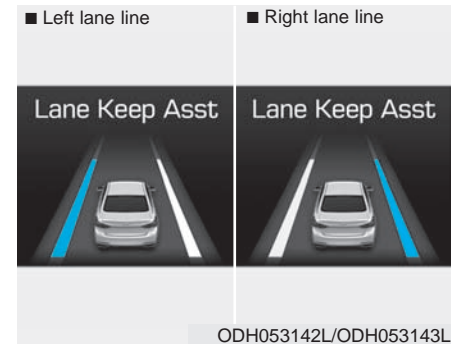 ■ Left lane line
■ Right lane line
Lane Keep Asst
Lane Keep Asst
ODH053142L/ODH053143L